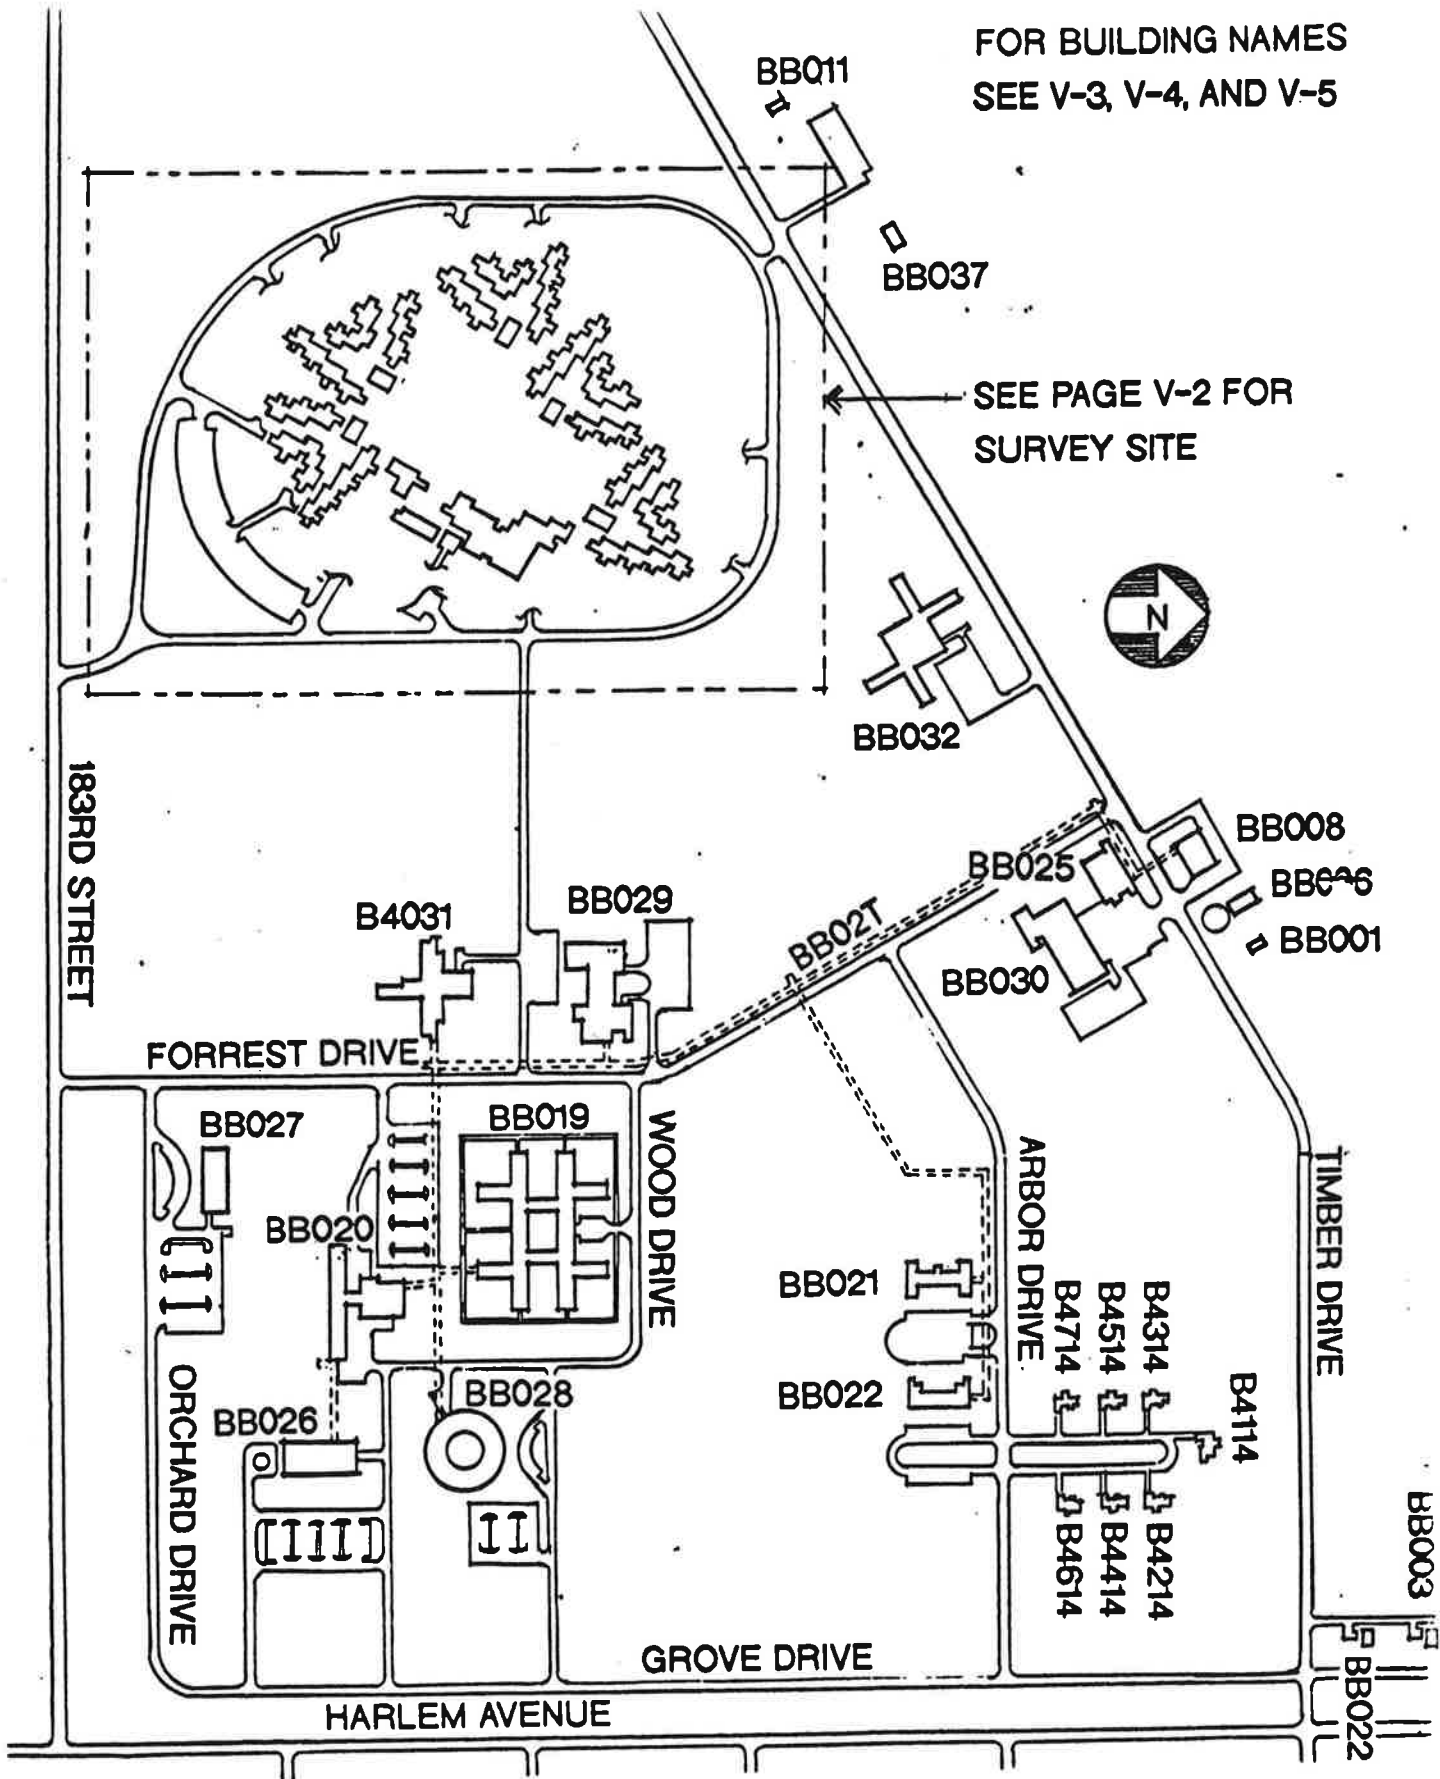 FOR BUILDING NAMES
SEE V-3, V-4, AND V-5
BB011
BB037
SEE PAGE V-2 FOR
SURVEY SITE
N
BB032
183RD STREET
BB008
BB025
BB001
B4031
BB029
BB02T
BB030
FORREST DRIVE
BB027
BB019
WOOD DRIVE
ARBOR DRIVE
TIMBER DRIVE
BB020
BB021
B4714
B4514
B4314
BB022
B4114
ORCHARD DRIVE
BB026
BB028
B4614
B4414
B4214
BB003
GROVE DRIVE
BB022
HARLEM AVENUE